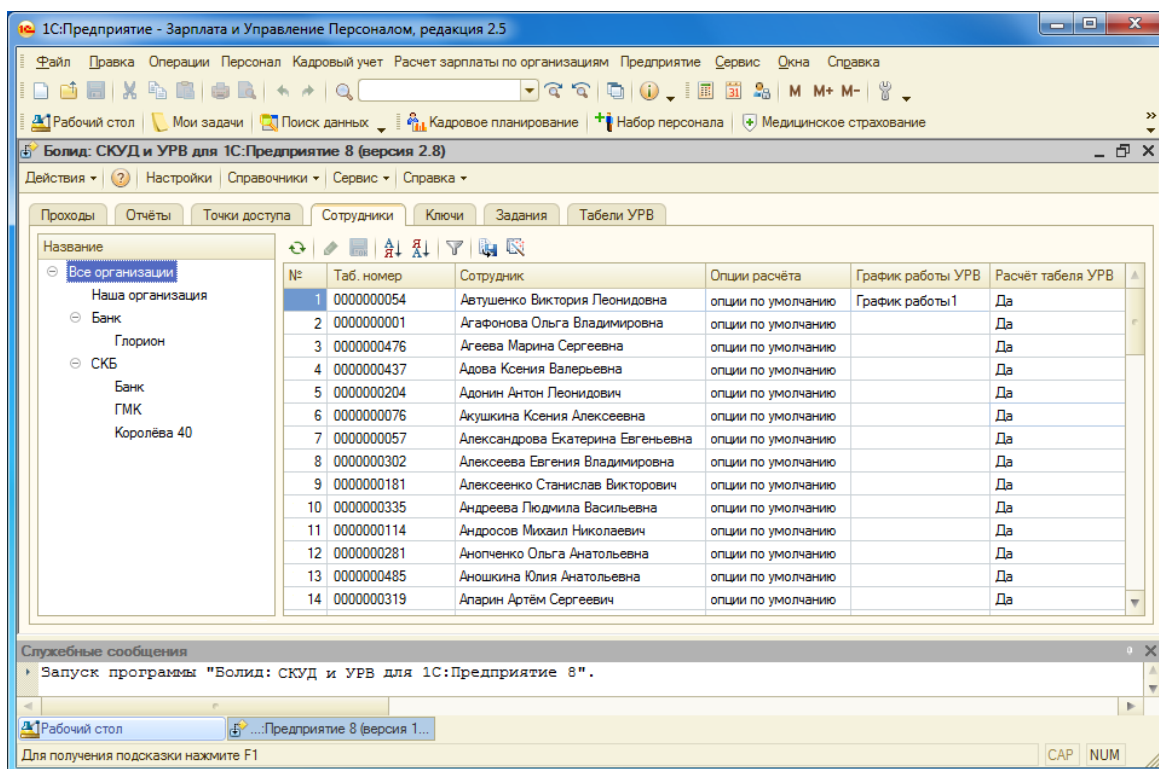 1С:Предприятие - Зарплата и Управление Персоналом, редакция 2.5
Файл Правка Операции Персонал Кадровый учет Расчет зарплаты по организациям Предприятие Сервис Окна Справка
M M+ M-
Рабочий стол Мои задачи Поиск данных Кадровое планирование Набор персонала Медицинское страхование
Болид: СКУД и УРВ для 1С:Предприятие 8 (версия 2.8)
Действия Настройки Справочники Сервис Справка
Проходы Отчёты Точки доступа Сотрудники Ключи Задания Табели УРВ
Название
Все организации
Наша организация
Банк
Глорион
СКБ
Банк
ГМК
Королёва 40
№ Таб. номер Сотрудник Опции расчёта График работы УРВ Расчёт табеля УРВ
1 0000000054 Автушенко Виктория Леонидовна опции по умолчанию График работы1 Да
2 0000000001 Агафонова Ольга Владимировна опции по умолчанию Да
3 0000000476 Агеева Марина Сергеевна опции по умолчанию Да
4 0000000437 Адова Ксения Валерьевна опции по умолчанию Да
5 0000000204 Адонин Антон Леонидович опции по умолчанию Да
6 0000000076 Акушкина Ксения Алексеевна опции по умолчанию Да
7 0000000057 Александрова Екатерина Евгеньевна опции по умолчанию Да
8 0000000302 Алексеева Евгения Владимировна опции по умолчанию Да
9 0000000181 Алексеенко Станислав Викторович опции по умолчанию Да
10 0000000335 Андреева Людмила Васильевна опции по умолчанию Да
11 0000000114 Андросов Михаил Николаевич опции по умолчанию Да
12 0000000281 Анопченко Ольга Анатольевна опции по умолчанию Да
13 0000000485 Аношкина Юлия Анатольевна опции по умолчанию Да
14 0000000319 Апарин Артём Сергеевич опции по умолчанию Да
Служебные сообщения
Запуск программы "Болид: СКУД и УРВ для 1С:Предприятие 8".
Рабочий стол ...:Предприятие 8 (версия 1...
Для получения подсказки нажмите F1 CAP NUM